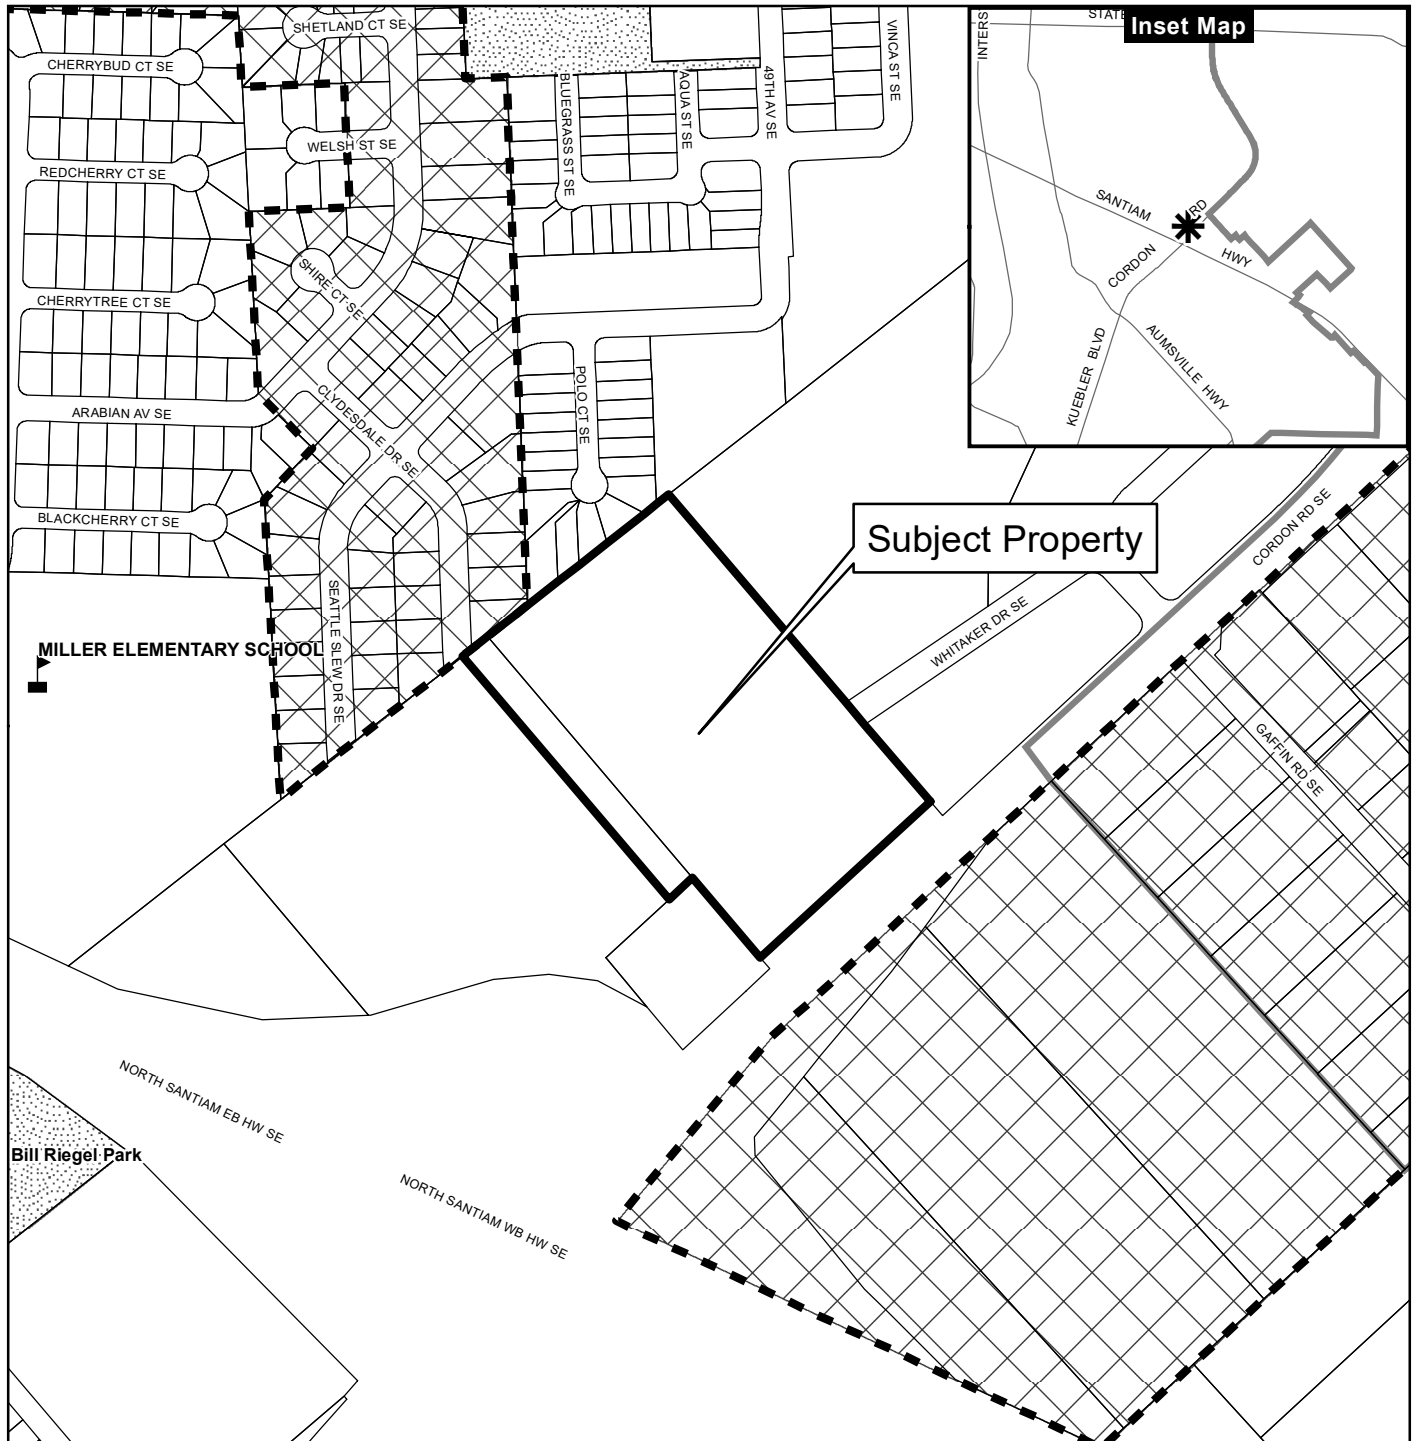 SHETLAND CT SE
CHERRYBUD CT SE
VINCA ST SE
INTERS
STATE
Inset Map
BLUEGRASS ST SE
AQUA ST SE
49TH AV SE
WELSH ST SE
REDCHERRY CT SE
SANTIAM
RD
CORDON
HWY
SHIRE CT SE
CHERRYTREE CT SE
KUEBLER BLVD
AUMSVILLE HWY
POLO CT SE
CLYDESDALE DR SE
ARABIAN AV SE
BLACKCHERRY CT SE
Subject Property
CORDON RD SE
SEATTLE SLEW DR SE
WHITAKER DR SE
MILLER ELEMENTARY SCHOOL
GAFFIN RD SE
NORTH SANTIAM EB HW SE
Bill Riegel Park
NORTH SANTIAM WB HW SE